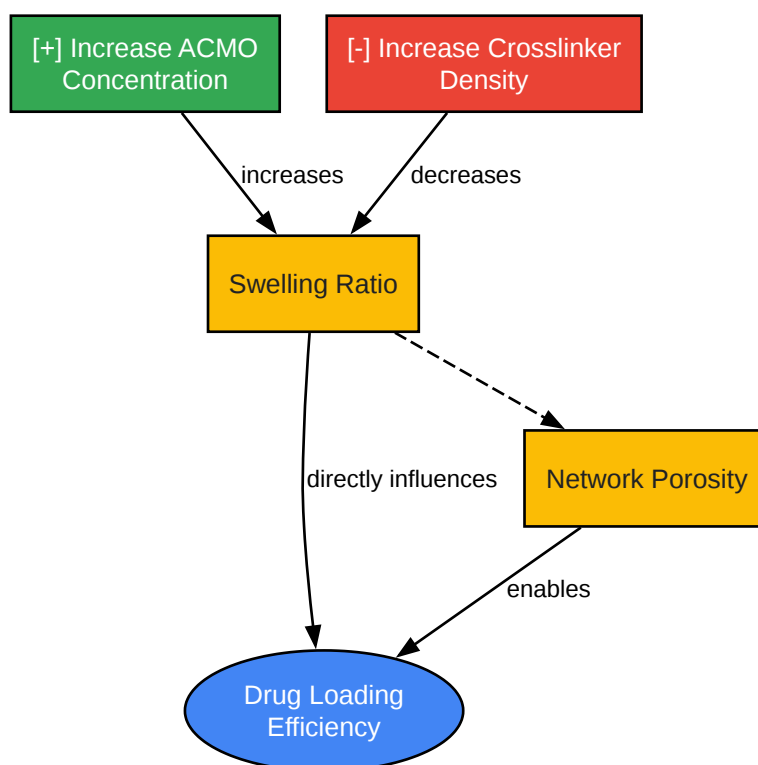 [+] Increase ACMO
Concentration
[-] Increase Crosslinker
Density
increases
decreases
Swelling Ratio
directly influences
Network Porosity
enables
Drug Loading
Efficiency